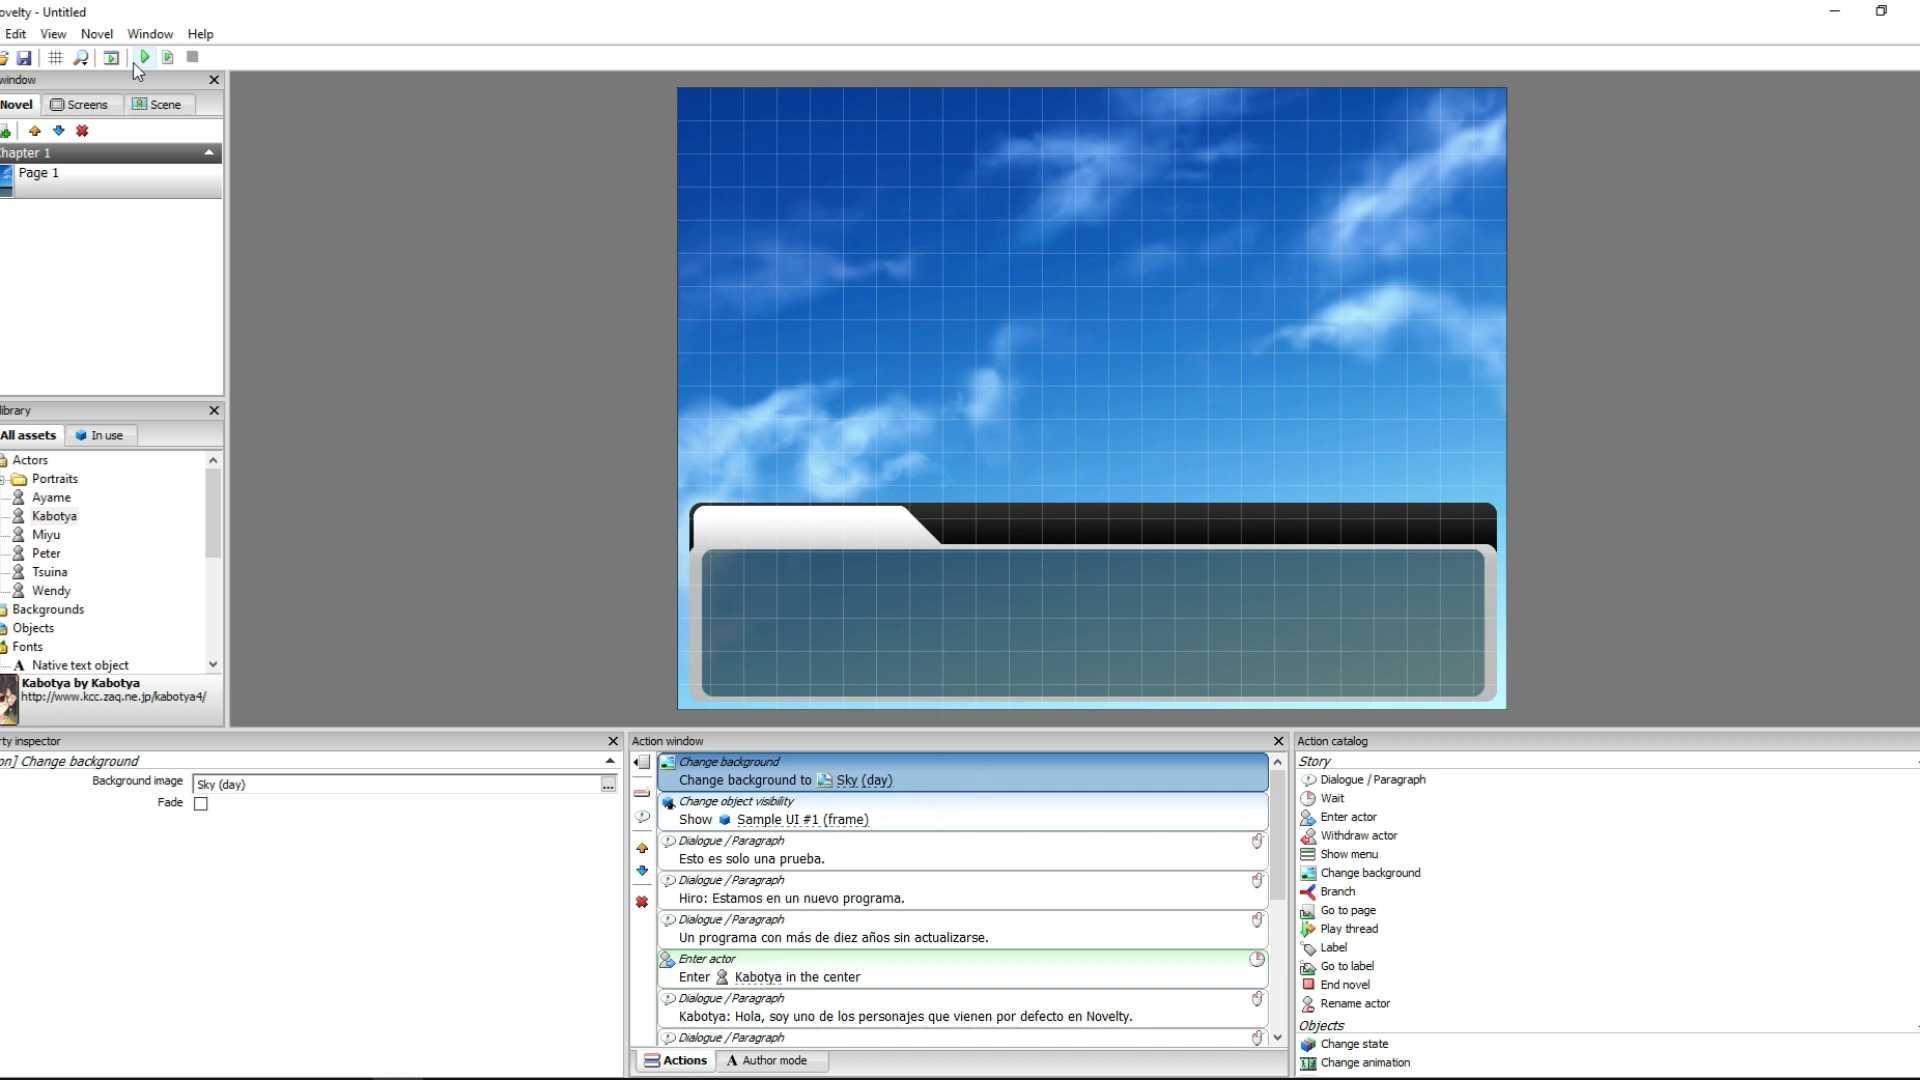 ovelty - Untitled
Edit View Novel Window Help
window
Novel Screens Scene
hapter 1
Page 1
ibrary
All assets In use
Actors
Portraits
Ayame
Kabotya
Miyu
Peter
Tsuina
Wendy
Backgrounds
Objects
Fonts
A Native text object
Kabotya by Kabotya
http://www.kcc.zaq.ne.jp/kabotya4/
ty inspector
on] Change background
Background image Sky (day) ...
Fade
Action window
Change background
Change background to Sky (day)
Change object visibility
Show Sample UI #1 (frame)
Dialogue / Paragraph
Esto es solo una prueba.
Dialogue / Paragraph
Hiro: Estamos en un nuevo programa.
Dialogue / Paragraph
Un programa con más de diez años sin actualizarse.
Enter actor
Enter Kabotya in the center
Dialogue / Paragraph
Kabotya: Hola, soy uno de los personajes que vienen por defecto en Novelty.
Dialogue / Paragraph
Actions A Author mode
Action catalog
Story
Dialogue / Paragraph
Wait
Enter actor
Withdraw actor
Show menu
Change background
Branch
Go to page
Play thread
Label
Go to label
End novel
Rename actor
Objects
Change state
Change animation